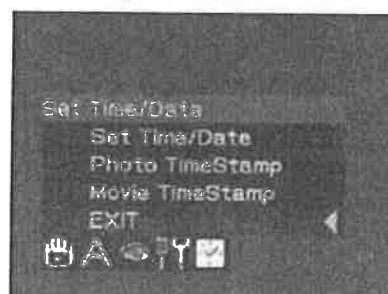 Set Time/Data
Set Time/Date
Photo TimeStamp
Movie TimeStamp
EXIT